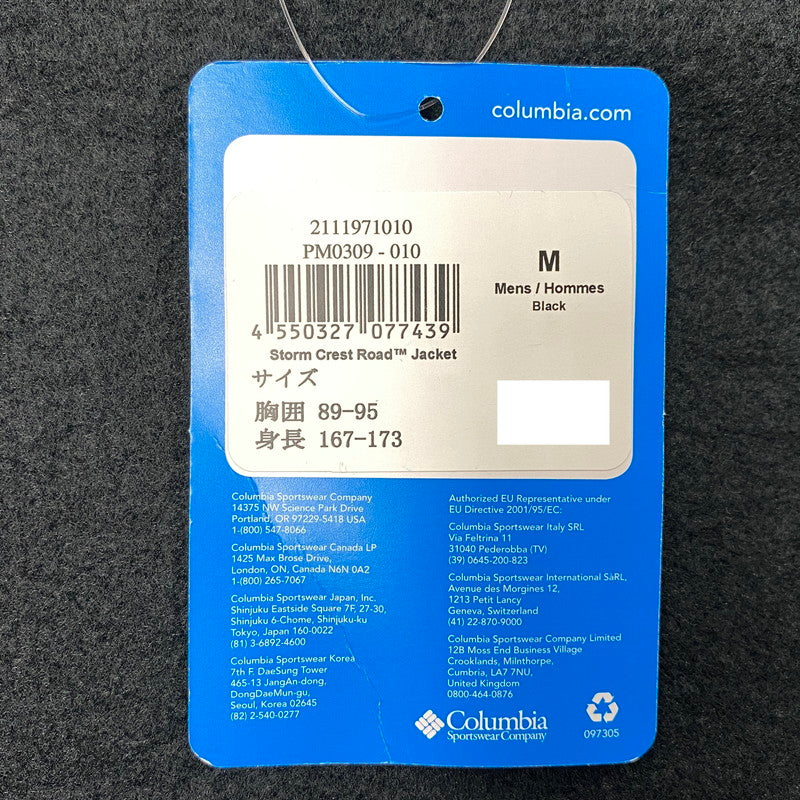 columbia.com
2111971010
PM0309 - 010
4 550327 077439
Storm Crest Road™ Jacket
M
Mens / Hommes
Black
サイズ
胸囲 89-95
身長 167-173
Columbia Sportswear Company
14375 NW Science Park Drive
Portland, OR 97229-5418 USA
1-(800) 547-8066
Columbia Sportswear Canada LP
1425 Max Brose Drive,
London, ON, Canada N6N 0A2
1-(800) 265-7067
Columbia Sportswear Japan, Inc.
Shinjuku Eastside Square 7F, 27-30,
Shinjuku 6-Chome, Shinjuku-ku
Tokyo, Japan 160-0022
(81) 3-6892-4600
Columbia Sportswear Korea
7th F. DaeSung Tower
465-13 JangAn-dong,
DongDaeMun-gu,
Seoul, Korea 02645
(82) 2-540-0277
Authorized EU Representative under
EU Directive 2001/95/EC:
Columbia Sportswear Italy SRL
Via Feltrina 11
31040 Pederobba (TV)
(39) 0645-200-823
Columbia Sportswear International SàRL,
Avenue des Morgines 12,
1213 Petit Lancy
Geneva, Switzerland
(41) 22-870-9000
Columbia Sportswear Company Limited
12B Moss End Business Village
Crooklands, Milnthorpe,
Cumbria, LA7 7NU,
United Kingdom
0800-464-0876
Columbia
Sportswear Company
097305